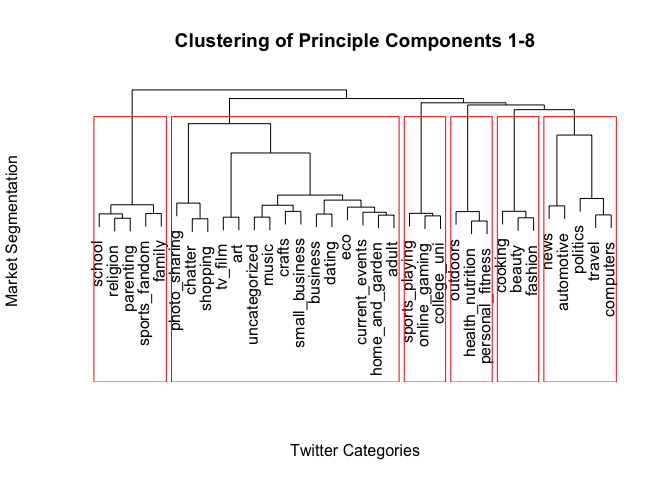 Clustering of Principle Components 1-8
Market Segmentation
school
religion
parenting
sports_fandom
family
photo_sharing
chatter
shopping
tv_film
art
uncategorized
music
crafts
small_business
business
dating
eco
current_events
home_and_garden
adult
sports_playing
online_gaming
college_uni
outdoors
health_nutrition
personal_fitness
cooking
beauty
fashion
news
automotive
politics
travel
computers
Twitter Categories